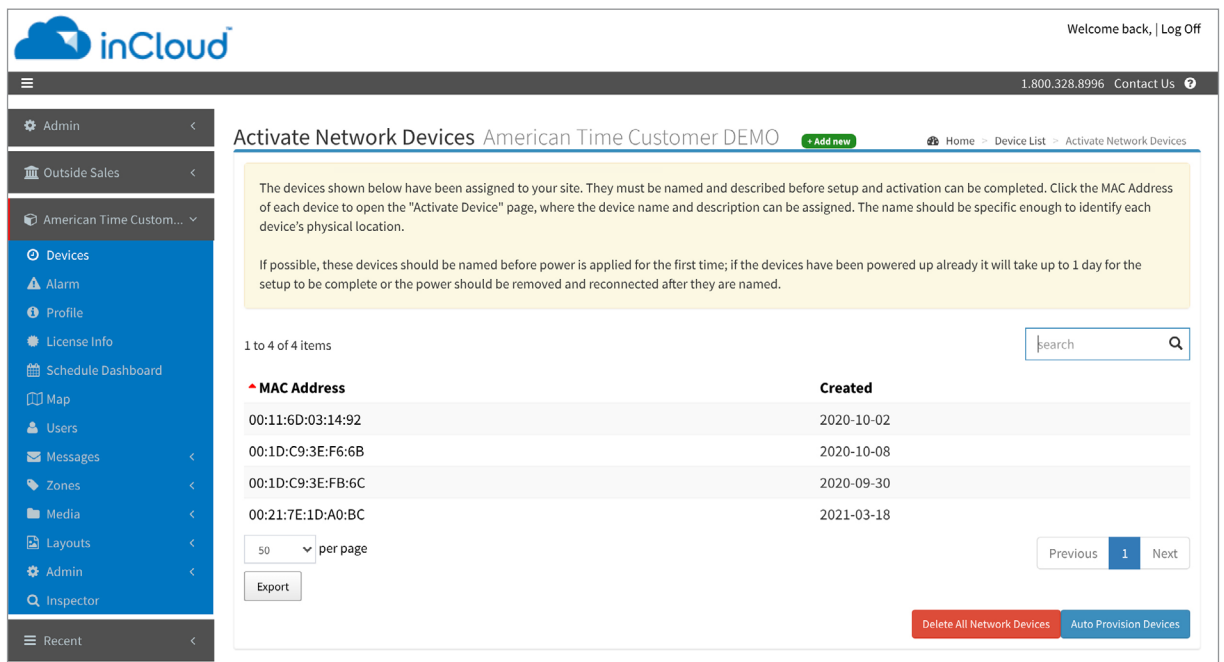 inCloud™
Welcome back, | Log Off
1.800.328.8996 Contact Us ?
Admin
Outside Sales
American Time Custom...
Devices
Alarm
Profile
License Info
Schedule Dashboard
Map
Users
Messages
Zones
Media
Layouts
Admin
Inspector
Recent
Activate Network Devices American Time Customer DEMO + Add new
Home > Device List > Activate Network Devices
The devices shown below have been assigned to your site. They must be named and described before setup and activation can be completed. Click the MAC Address
of each device to open the "Activate Device" page, where the device name and description can be assigned. The name should be specific enough to identify each
device's physical location.
If possible, these devices should be named before power is applied for the first time; if the devices have been powered up already it will take up to 1 day for the
setup to be complete or the power should be removed and reconnected after they are named.
1 to 4 of 4 items
search
MAC Address Created
00:11:6D:03:14:92 2020-10-02
00:1D:C9:3E:F6:6B 2020-10-08
00:1D:C9:3E:FB:6C 2020-09-30
00:21:7E:1D:A0:BC 2021-03-18
50 per page
Previous 1 Next
Export
Delete All Network Devices Auto Provision Devices